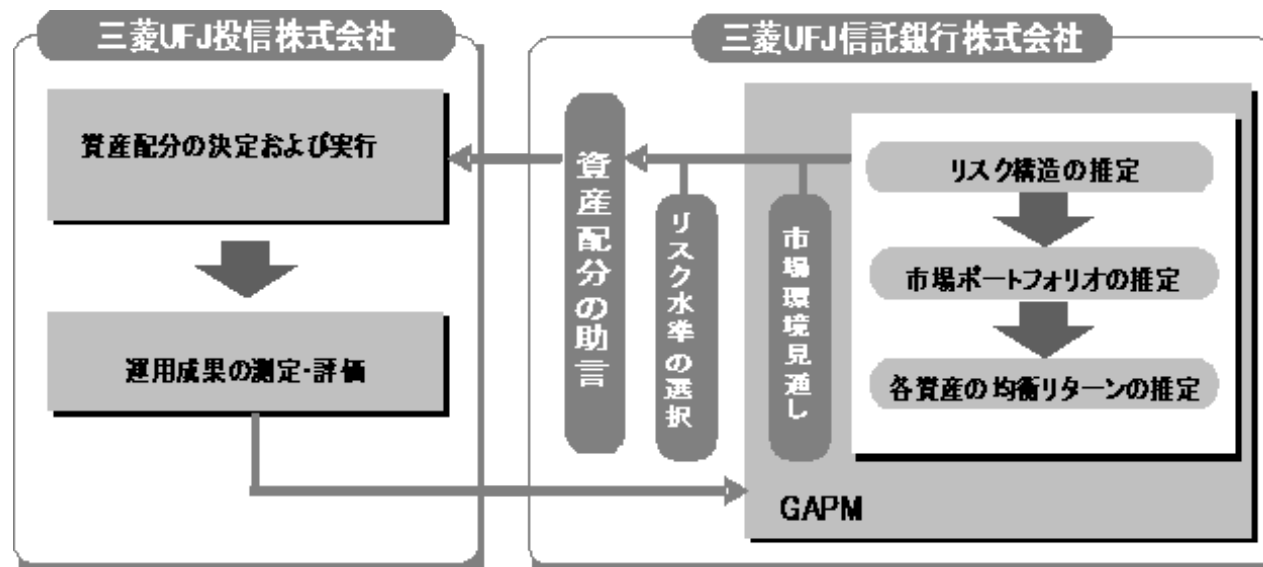 三菱UFJ投信株式会社
資産配分の決定および実行
運用成果の測定・評価
三菱UFJ信託銀行株式会社
資産配分の助言
リスク水準の選択
市場環境見通し
リスク構造の推定
市場ポートフォリオの推定
各資産の均衡リターンの推定
GAPM